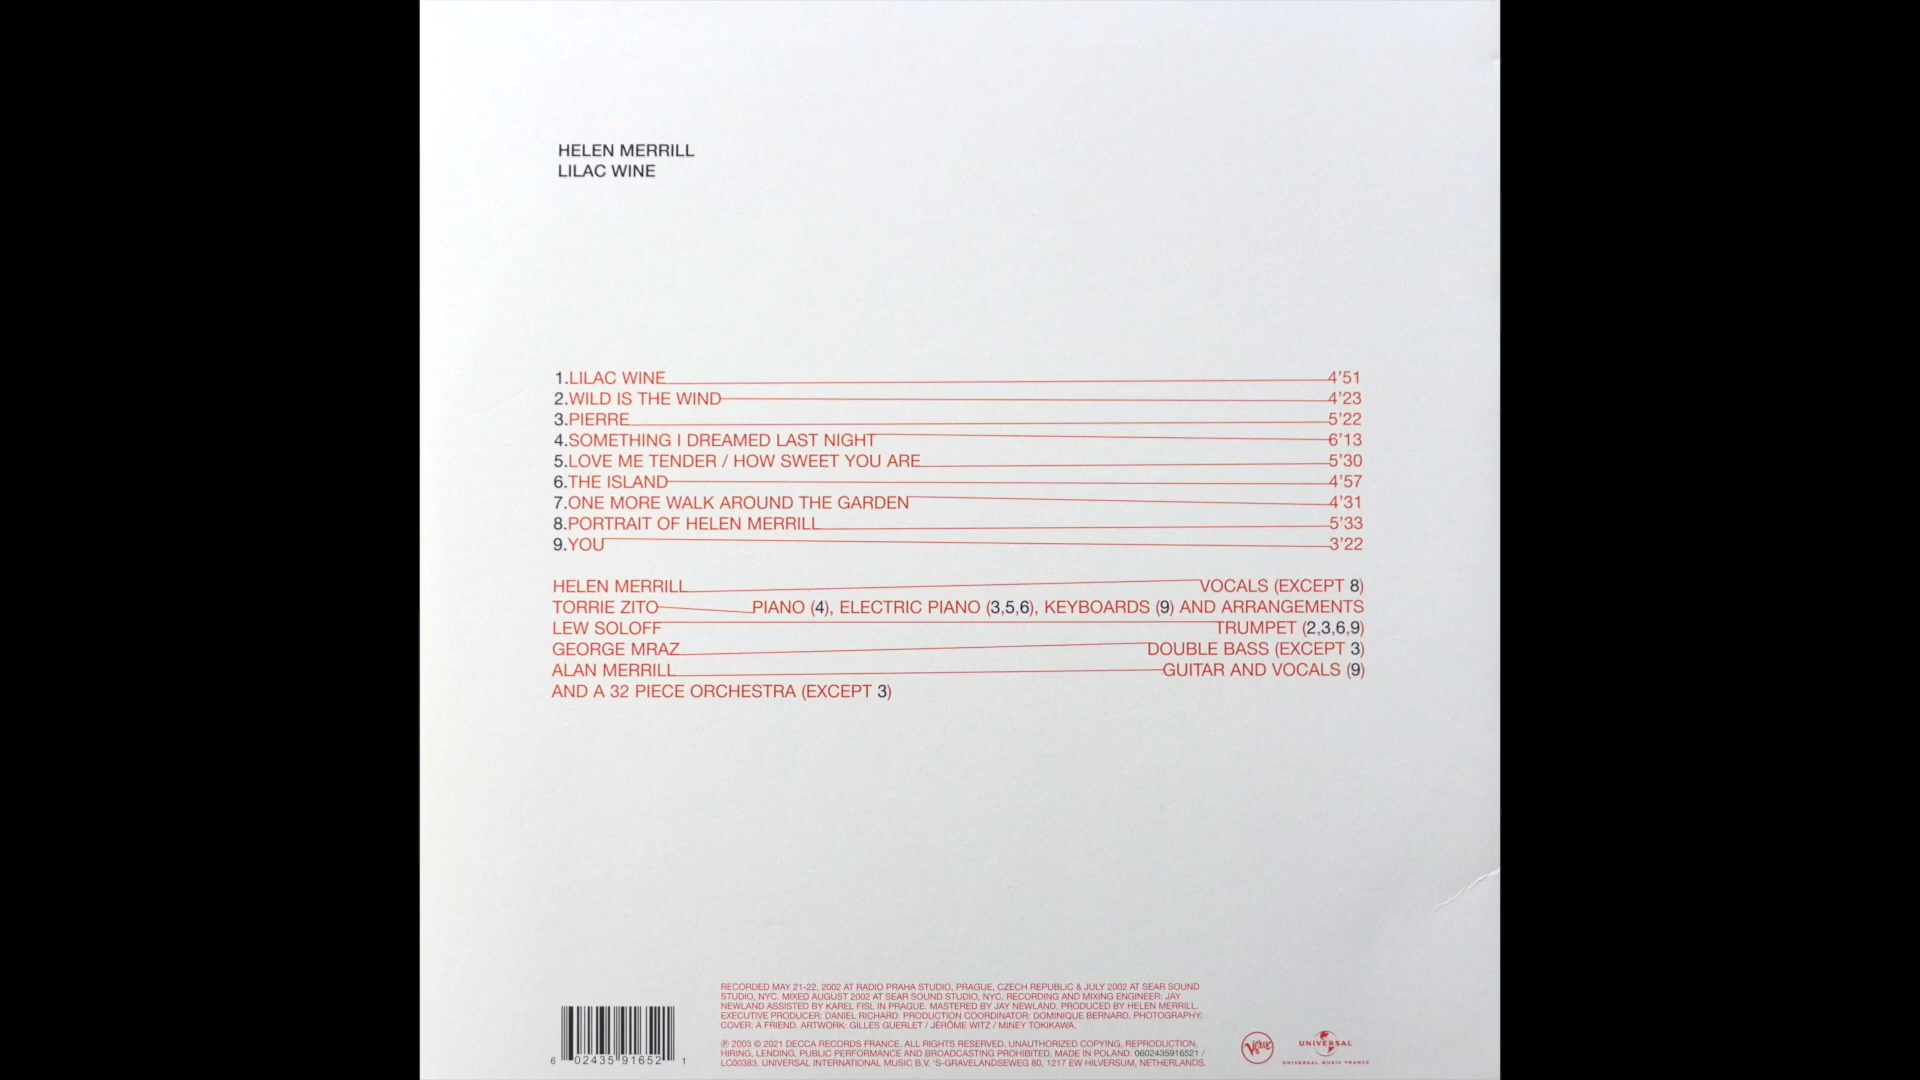 HELEN MERRILL
LILAC WINE
1.LILAC WINE 4'51
2.WILD IS THE WIND 4'23
3.PIERRE 5'22
4.SOMETHING I DREAMED LAST NIGHT 6'13
5.LOVE ME TENDER / HOW SWEET YOU ARE 5'30
6.THE ISLAND 4'57
7.ONE MORE WALK AROUND THE GARDEN 4'31
8.PORTRAIT OF HELEN MERRILL 5'33
9.YOU 3'22
HELEN MERRILL VOCALS (EXCEPT 8)
TORRIE ZITO PIANO (4), ELECTRIC PIANO (3,5,6), KEYBOARDS (9) AND ARRANGEMENTS
LEW SOLOFF TRUMPET (2,3,6,9)
GEORGE MRAZ DOUBLE BASS (EXCEPT 3)
ALAN MERRILL GUITAR AND VOCALS (9)
AND A 32 PIECE ORCHESTRA (EXCEPT 3)
RECORDED MAY 21-22, 2002 AT RADIO PRAHA STUDIO, PRAGUE, CZECH REPUBLIC & JULY 2002 AT SEAR SOUND
STUDIO, NYC. MIXED AUGUST 2002 AT SEAR SOUND STUDIO, NYC. RECORDING AND MIXING ENGINEER: JAY
NEWLAND ASSISTED BY KAREL FISL IN PRAGUE. MASTERED BY JAY NEWLAND. PRODUCED BY HELEN MERRILL.
EXECUTIVE PRODUCER: DANIEL RICHARD. PRODUCTION COORDINATOR: DOMINIQUE BERNARD. PHOTOGRAPHY:
COVER: A FRIEND. ARTWORK: GILLES GUERLET / JÉRÔME WITZ / MINEY TOKIKAWA.
℗ 2003 © 2021 DECCA RECORDS FRANCE. ALL RIGHTS RESERVED. UNAUTHORIZED COPYING, REPRODUCTION,
HIRING, LENDING, PUBLIC PERFORMANCE AND BROADCASTING PROHIBITED. MADE IN POLAND. 0602435916521 /
LC00383. UNIVERSAL INTERNATIONAL MUSIC B.V. 'S-GRAVELANDSEWEG 80, 1217 EW HILVERSUM, NETHERLANDS.
6 02435 91652 1
Verve
UNIVERSAL
UNIVERSAL MUSIC FRANCE